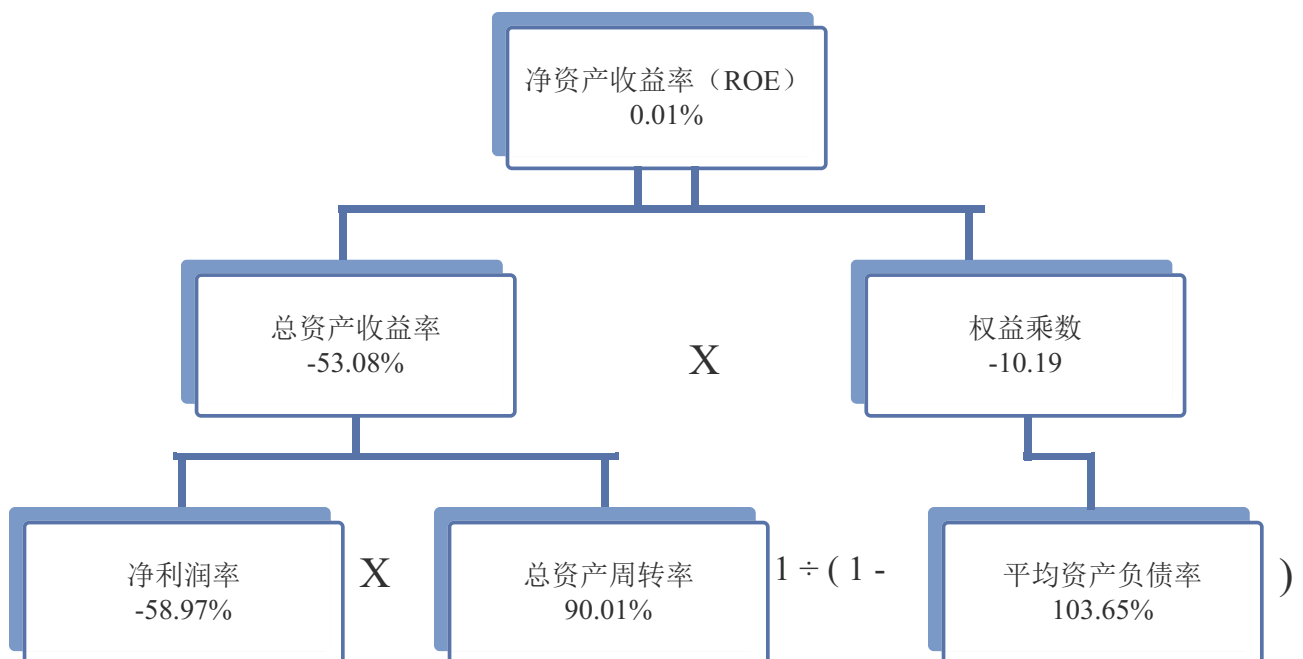 净资产收益率（ROE）
0.01%
总资产收益率
-53.08%
X
权益乘数
-10.19
净利润率
-58.97%
X
总资产周转率
90.01%
1 ÷ ( 1 -
平均资产负债率
103.65%
)